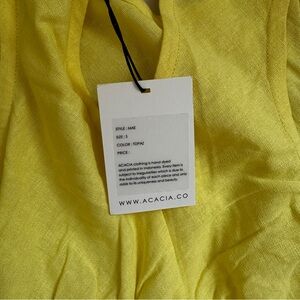 STYLE : MAE
SIZE : S
COLOR : TOPAZ
PRICE :
ACACIA clothing is hand dyed
and printed in Indonesia. Every item is
subject to irregularities which is due to
the individuality of each piece and only
adds to its uniqueness and beauty.
WWW.ACACIA.CO